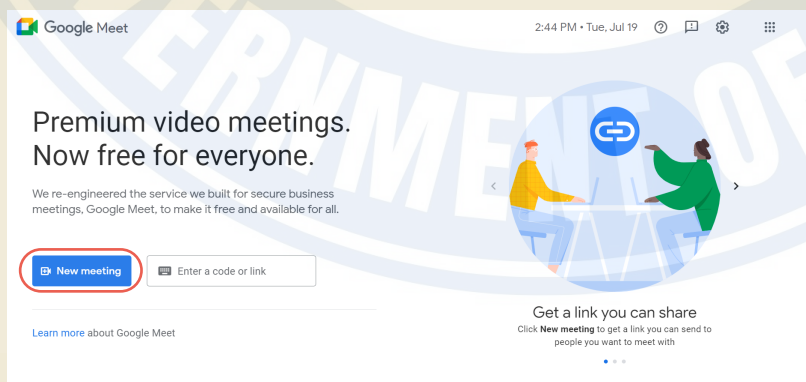 Google Meet
2:44 PM • Tue, Jul 19
Premium video meetings.
Now free for everyone.
We re-engineered the service we built for secure business
meetings, Google Meet, to make it free and available for all.
New meeting
Enter a code or link
Learn more about Google Meet
Get a link you can share
Click New meeting to get a link you can send to
people you want to meet with